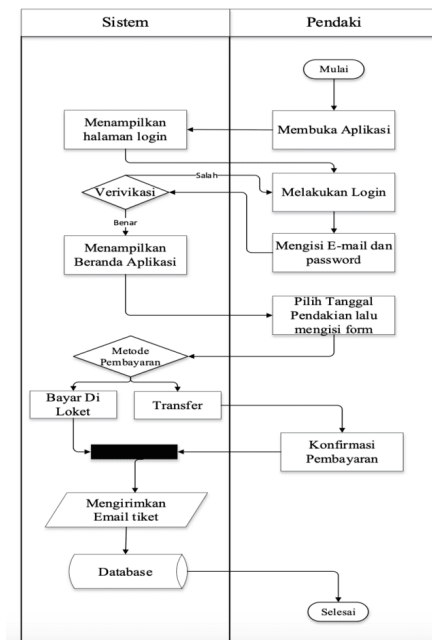 Sistem
Pendaki
Mulai
Menampilkan
halaman login
Membuka Aplikasi
Salah
Verivikasi
Melakukan Login
Benar
Menampilkan
Beranda Aplikasi
Mengisi E-mail dan
password
Pilih Tanggal
Pendakian lalu
mengisi form
Metode
Pembayaran
Bayar Di
Loket
Transfer
Konfirmasi
Pembayaran
Mengirimkan
Email tiket
Database
Selesai